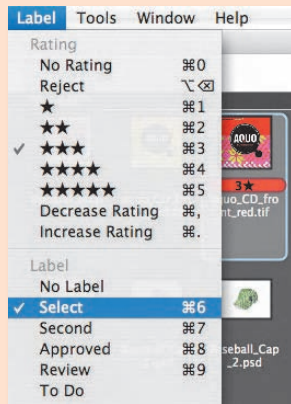 Label Tools Window Help
Rating
No Rating ⌘0
Reject ⌥⌫
★ ⌘1
★★ ⌘2
✓ ★★★ ⌘3
★★★★ ⌘4
★★★★★ ⌘5
Decrease Rating ⌘,
Increase Rating ⌘.
Label
No Label
✓ Select ⌘6
Second ⌘7
Approved ⌘8
Review ⌘9
To Do
AQUO
3★
uo_CD_fro
nt_red.tif
seball_Cap
_2.psd